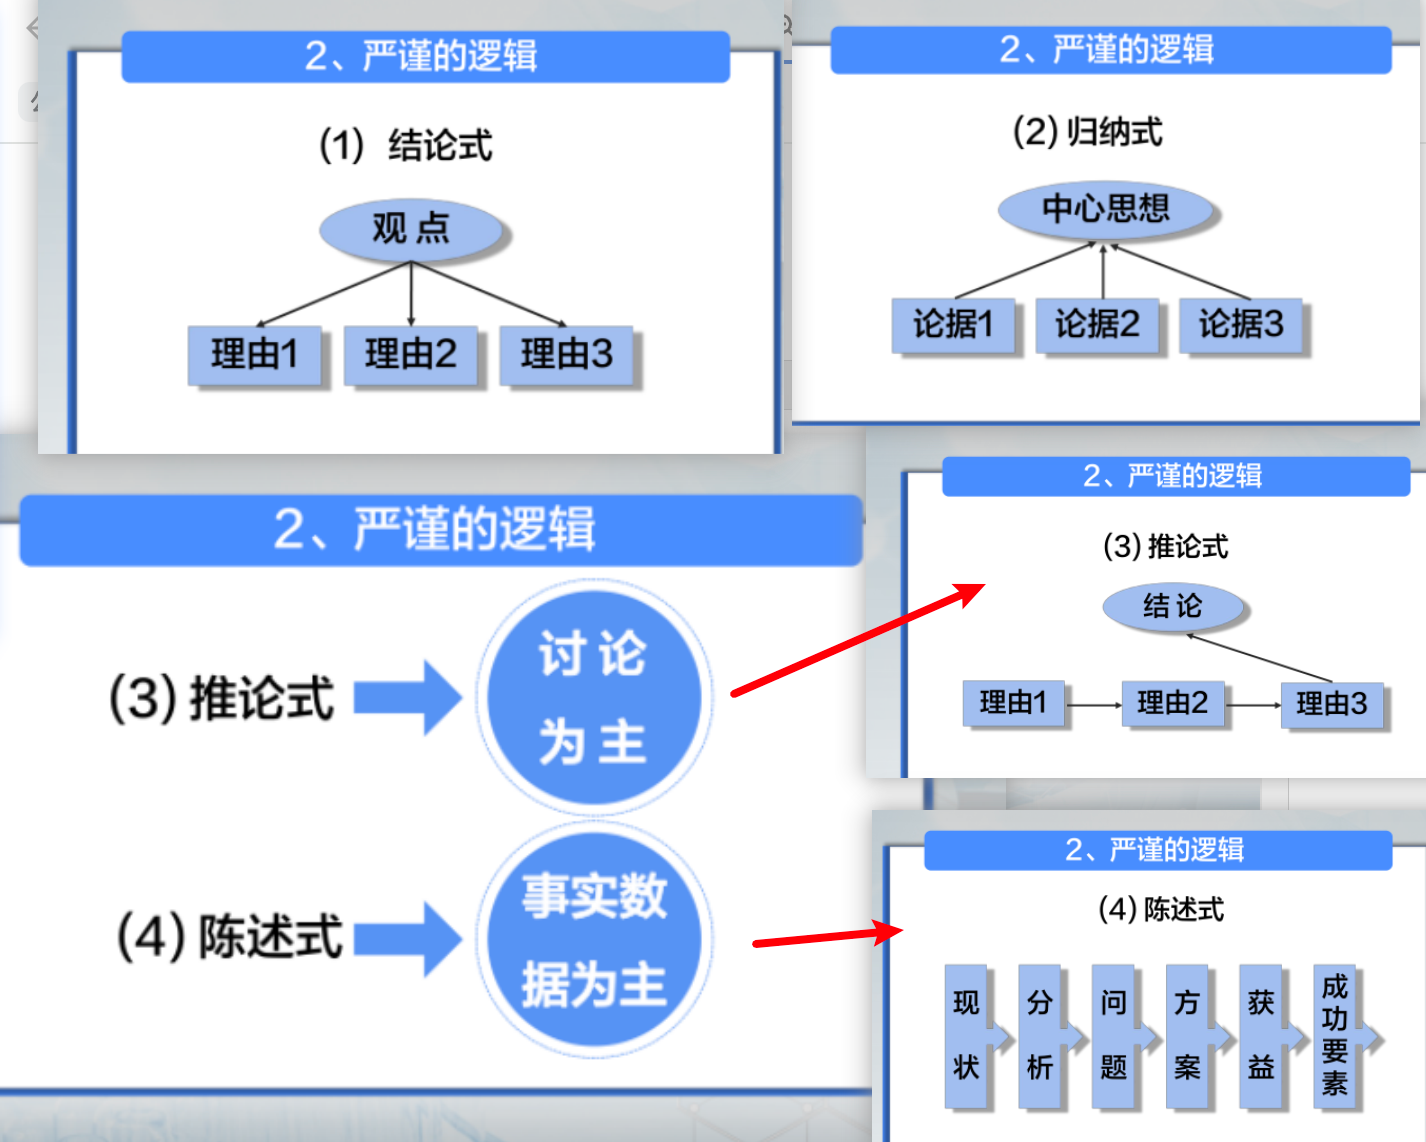 2、严谨的逻辑
(1) 结论式
观 点
理由1 理由2 理由3
2、严谨的逻辑
(2) 归纳式
中心思想
论据1 论据2 论据3
2、严谨的逻辑
(3) 推论式
讨 论
为 主
(4) 陈述式
事实数
据为主
2、严谨的逻辑
(3) 推论式
结 论
理由1 理由2 理由3
2、严谨的逻辑
(4) 陈述式
现状
分析
问题
方案
获益
成功要素